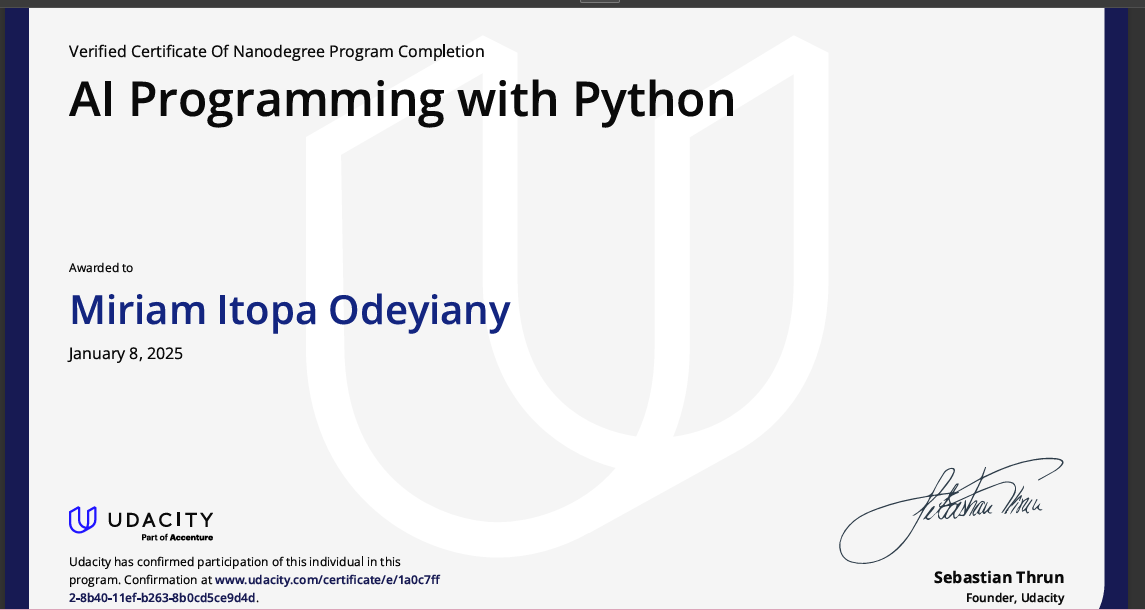 Verified Certificate Of Nanodegree Program Completion
AI Programming with Python
Awarded to
Miriam Itopa Odeyiany
January 8, 2025
UDACITY
Part of Accenture
Udacity has confirmed participation of this individual in this
program. Confirmation at www.udacity.com/certificate/e/1a0c7ff
2-8b40-11ef-b263-8b0cd5ce9d4d.
Sebastian Thrun
Sebastian Thrun
Founder, Udacity